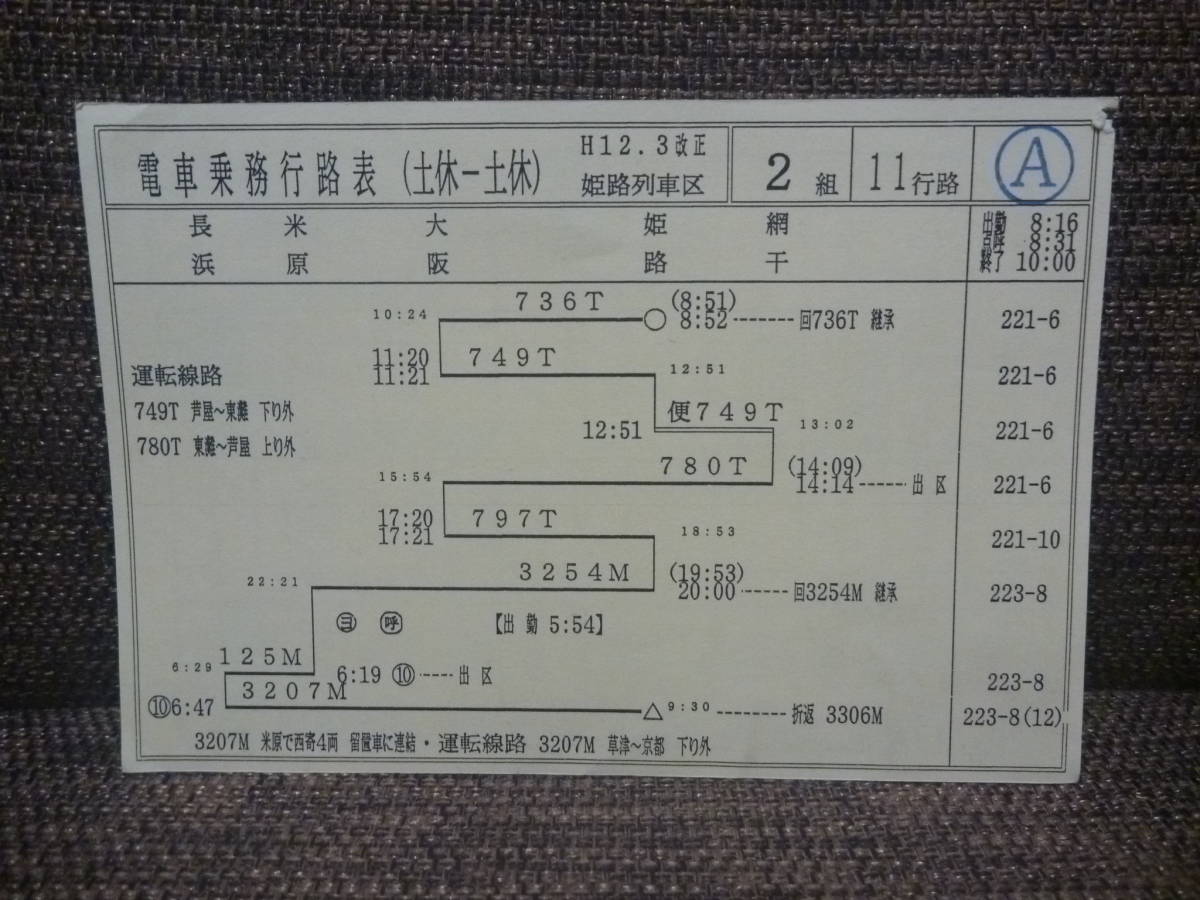 電車乗務行路表 (土休ー土休) H12.3改正 姫路列車区 2組 11行路 Ⓐ
長浜 米原 大阪 姫路 網干
出勤 8:16
点呼 8:31
終了 10:00
10:24 736T (8:51) 8:52 回736T 継承 221-6
運転線路 11:20 11:21 749T 12:51 221-6
749T 芦屋〜東灘 下り外
12:51 便749T 13:02 221-6
780T 東灘〜芦屋 上り外
15:54 780T (14:09) 14:14 出区 221-6
17:20 17:21 797T 18:53 221-10
22:21 3254M (19:53) 20:00 回3254M 継承 223-8
ヨ 呼 【出勤 5:54】
6:29 125M 6:19 ⑩ 出区 223-8
⑩6:47 3207M △ 9:30 折返 3306M 223-8(12)
3207M 米原で西寄4両 留置車に連結・運転線路 3207M 草津〜京都 下り外